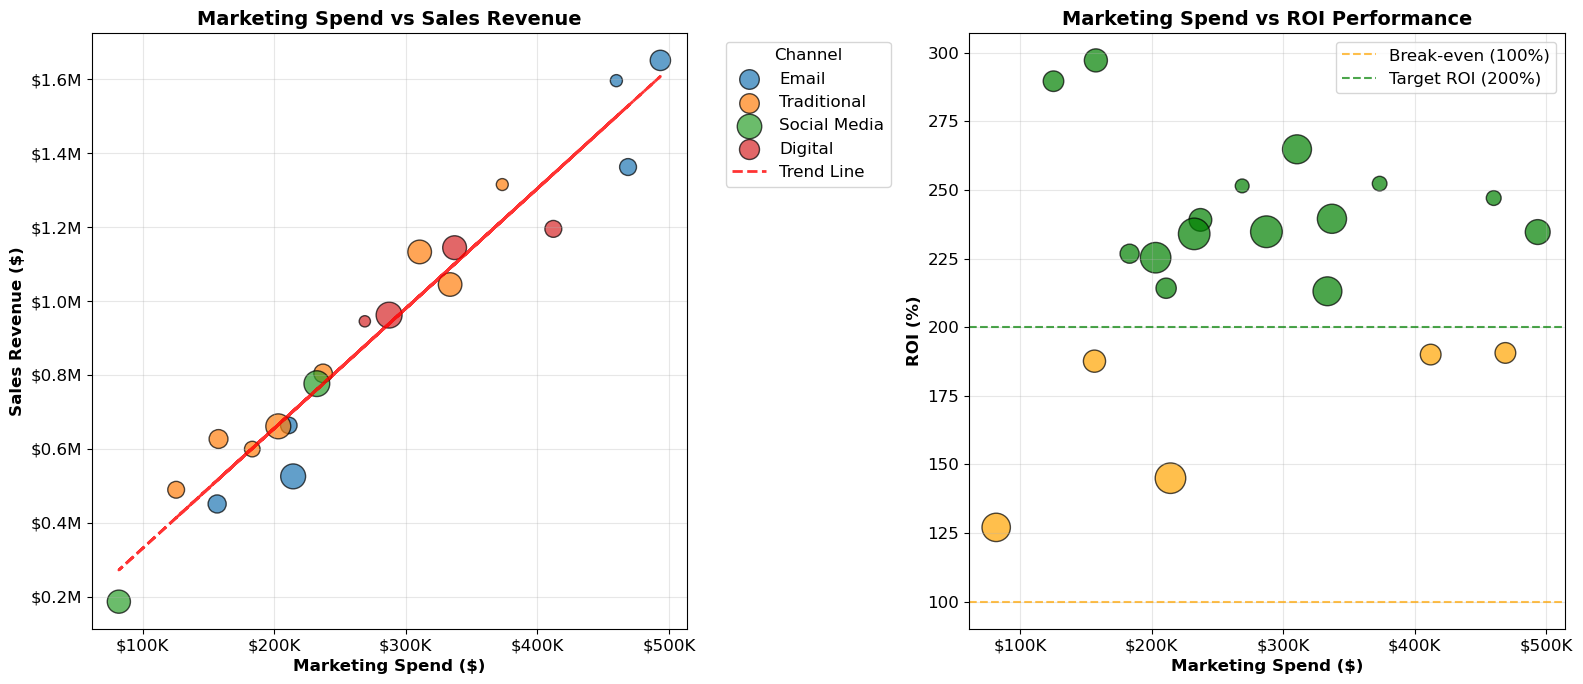 Marketing Spend vs Sales Revenue
Sales Revenue ($)
$1.6M
$1.4M
$1.2M
$1.0M
$0.8M
$0.6M
$0.4M
$0.2M
$100K
$200K
$300K
$400K
$500K
Marketing Spend ($)
Channel
Email
Traditional
Social Media
Digital
Trend Line
Marketing Spend vs ROI Performance
ROI (%)
300
275
250
225
200
175
150
125
100
$100K
$200K
$300K
$400K
$500K
Marketing Spend ($)
Break-even (100%)
Target ROI (200%)